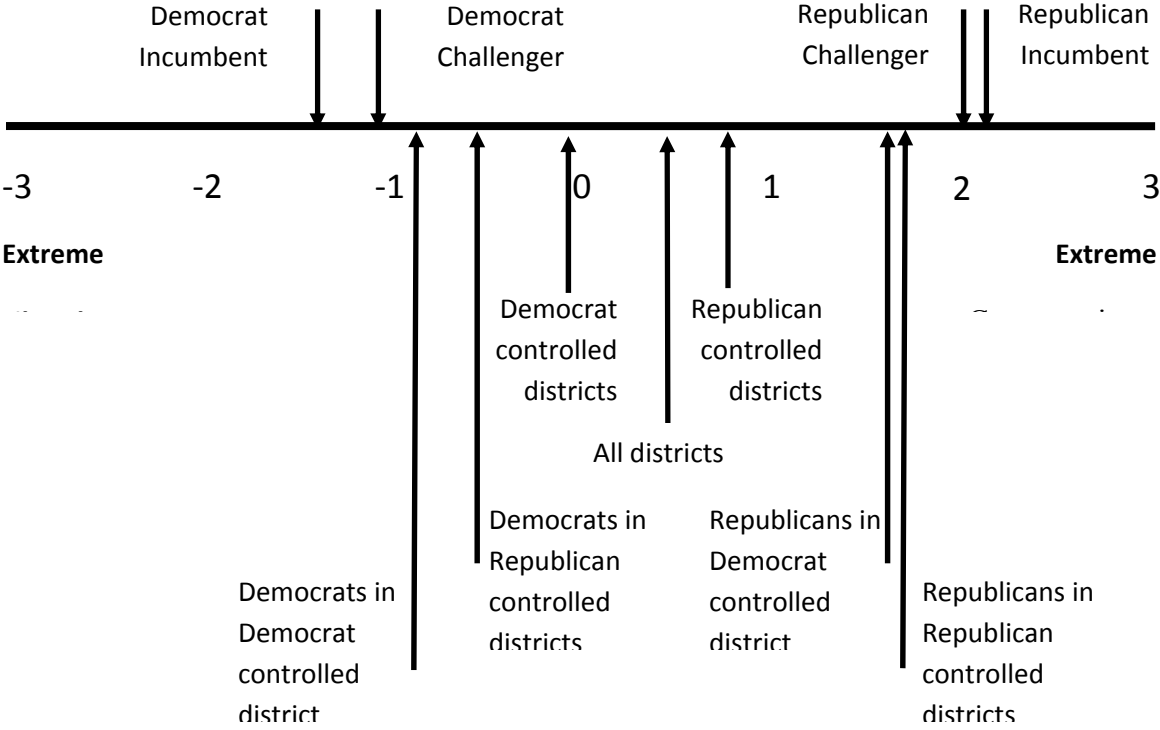 Democrat
Incumbent
Democrat
Challenger
Republican
Challenger
Republican
Incumbent
-3
-2
-1
0
1
2
3
Extreme
Extreme
Democrat
controlled
districts
Republican
controlled
districts
All districts
Democrats in
Republican
controlled
districts
Republicans in
Democrat
controlled
district
Democrats in
Democrat
controlled
district
Republicans in
Republican
controlled
districts